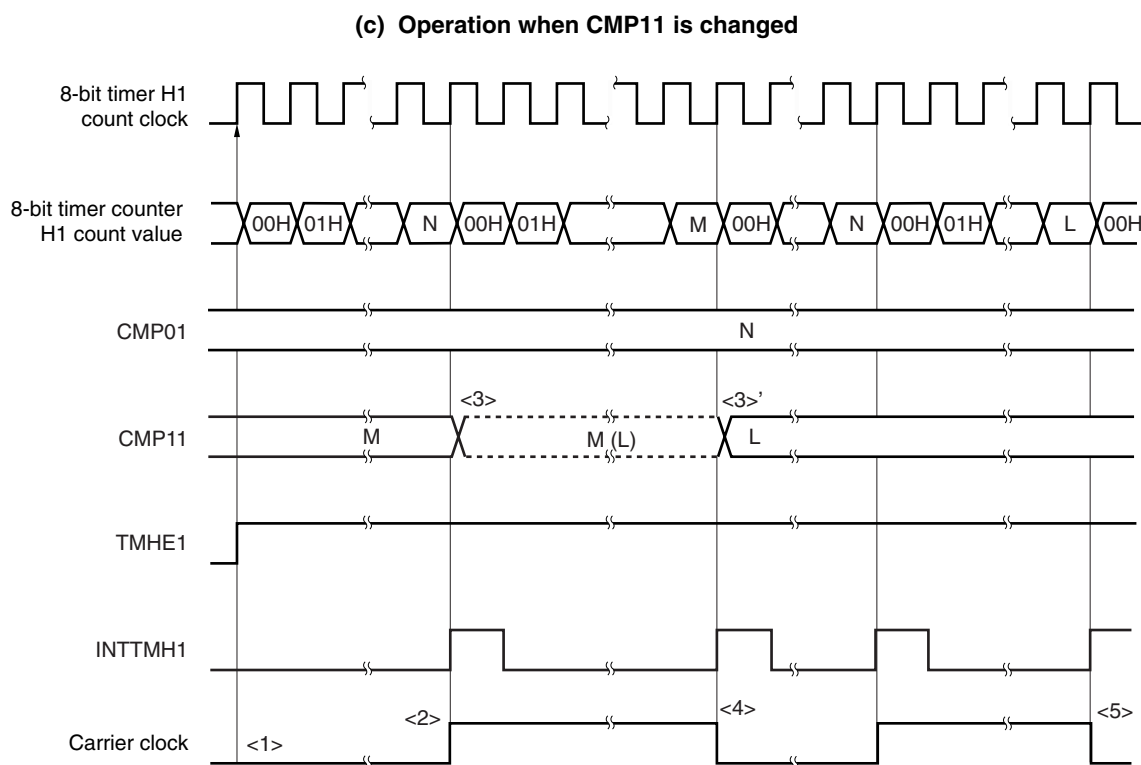 (c) Operation when CMP11 is changed
8-bit timer H1
count clock
8-bit timer counter
H1 count value
00H 01H N 00H 01H M 00H N 00H 01H L 00H
CMP01
N
<3> <3>’
CMP11
M M (L) L
TMHE1
INTTMH1
<2> <4> <5>
Carrier clock
<1>